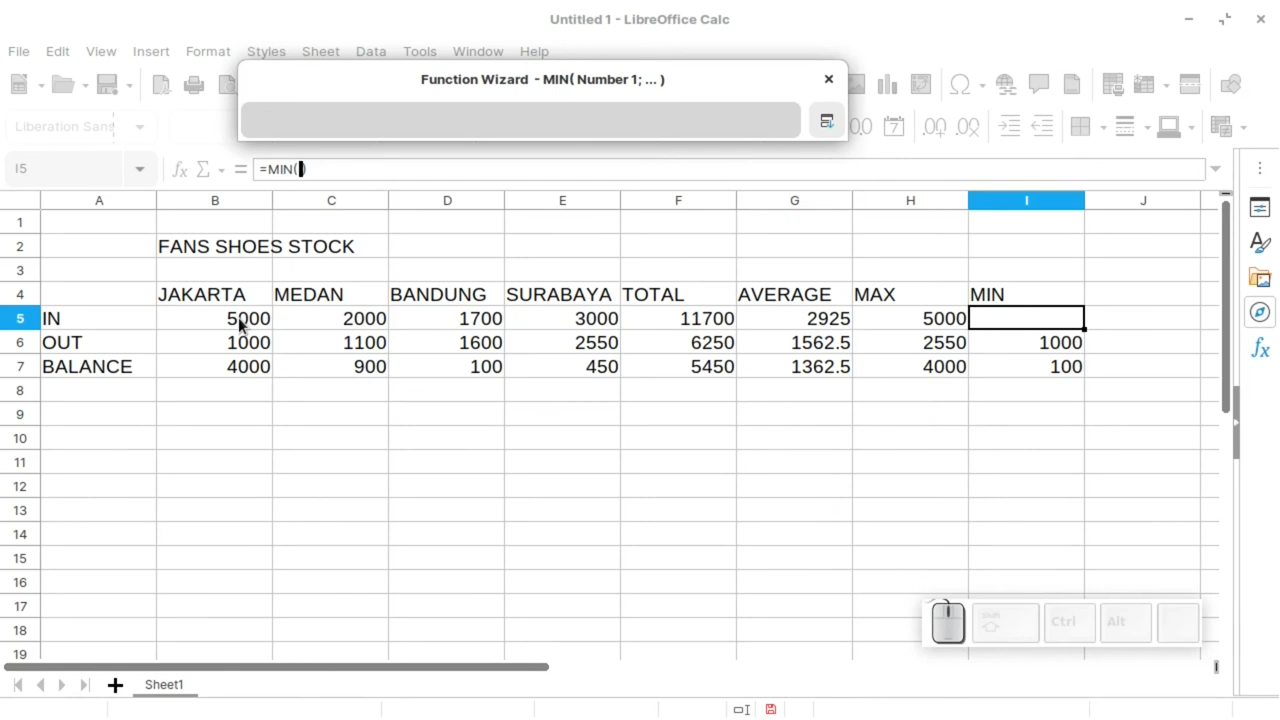 Untitled 1 - LibreOffice Calc
File Edit View Insert Format Styles Sheet Data Tools Window Help
Function Wizard - MIN( Number 1; ... )
Liberation Sans
I5 =MIN()
A B C D E F G H I J
1
2 FANS SHOES STOCK
3
4 JAKARTA MEDAN BANDUNG SURABAYA TOTAL AVERAGE MAX MIN
5 IN 5000 2000 1700 3000 11700 2925 5000
6 OUT 1000 1100 1600 2550 6250 1562.5 2550 1000
7 BALANCE 4000 900 100 450 5450 1362.5 4000 100
8
9
10
11
12
13
14
15
16
17
18
19
Shift Ctrl Alt
Sheet1